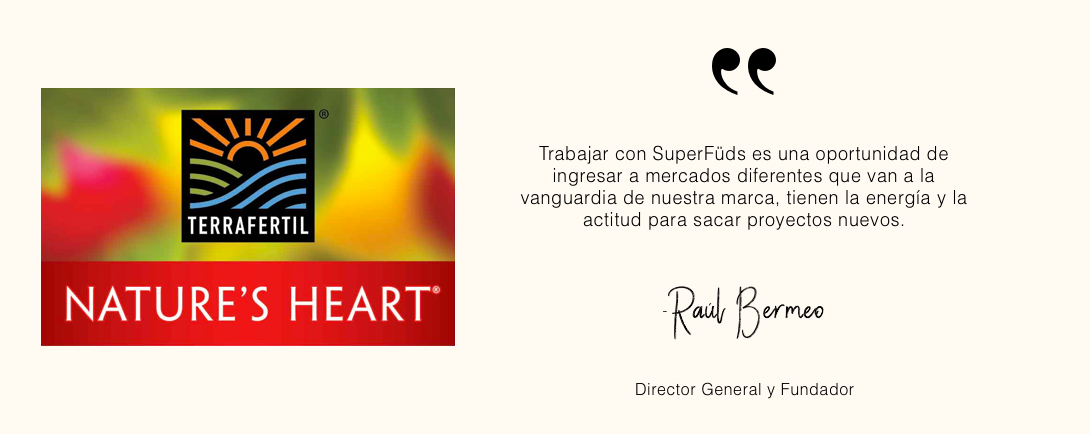 ®
TERRAFERTIL
NATURE'S HEART®
❜❜
Trabajar con SuperFüds es una oportunidad de
ingresar a mercados diferentes que van a la
vanguardia de nuestra marca, tienen la energía y la
actitud para sacar proyectos nuevos.
-Raúl Bermeo
Director General y Fundador